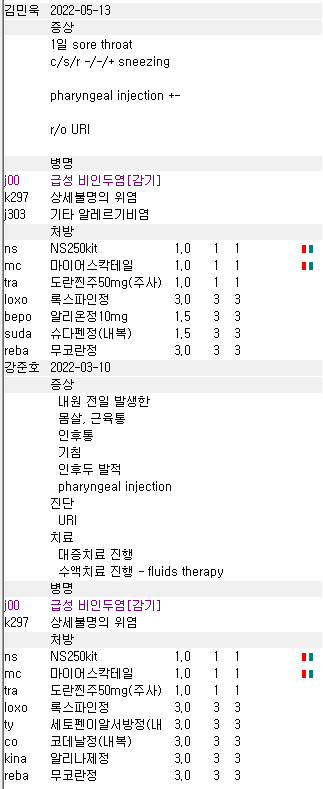 김민욱 2022-05-13
증상
1일 sore throat
c/s/r -/-/+ sneezing
pharyngeal injection +-
r/o URI
병명
j00 급성 비인두염[감기]
k297 상세불명의 위염
j303 기타 알레르기비염
처방
ns NS250kit 1.0 1 1
mc 마이어스칵테일 1.0 1 1
tra 도란찐주50mg(주사) 1.0 1 1
loxo 록스파인정 3.0 3 3
bepo 알리온정10mg 1.5 3 3
suda 슈다펜정(내복) 1.5 3 3
reba 무코란정 3.0 3 3
강준호 2022-03-10
증상
내원 전일 발생한
몸살, 근육통
인후통
기침
인후두 발적
pharyngeal injection
진단
URI
치료
대증치료 진행
수액치료 진행 - fluids therapy
병명
j00 급성 비인두염[감기]
k297 상세불명의 위염
처방
ns NS250kit 1.0 1 1
mc 마이어스칵테일 1.0 1 1
tra 도란찐주50mg(주사) 1.0 1 1
loxo 록스파인정 3.0 3 3
ty 세토펜이알서방정(내 3.0 3 3
co 코데날정(내복) 3.0 3 3
kina 알리나제정 3.0 3 3
reba 무코란정 3.0 3 3